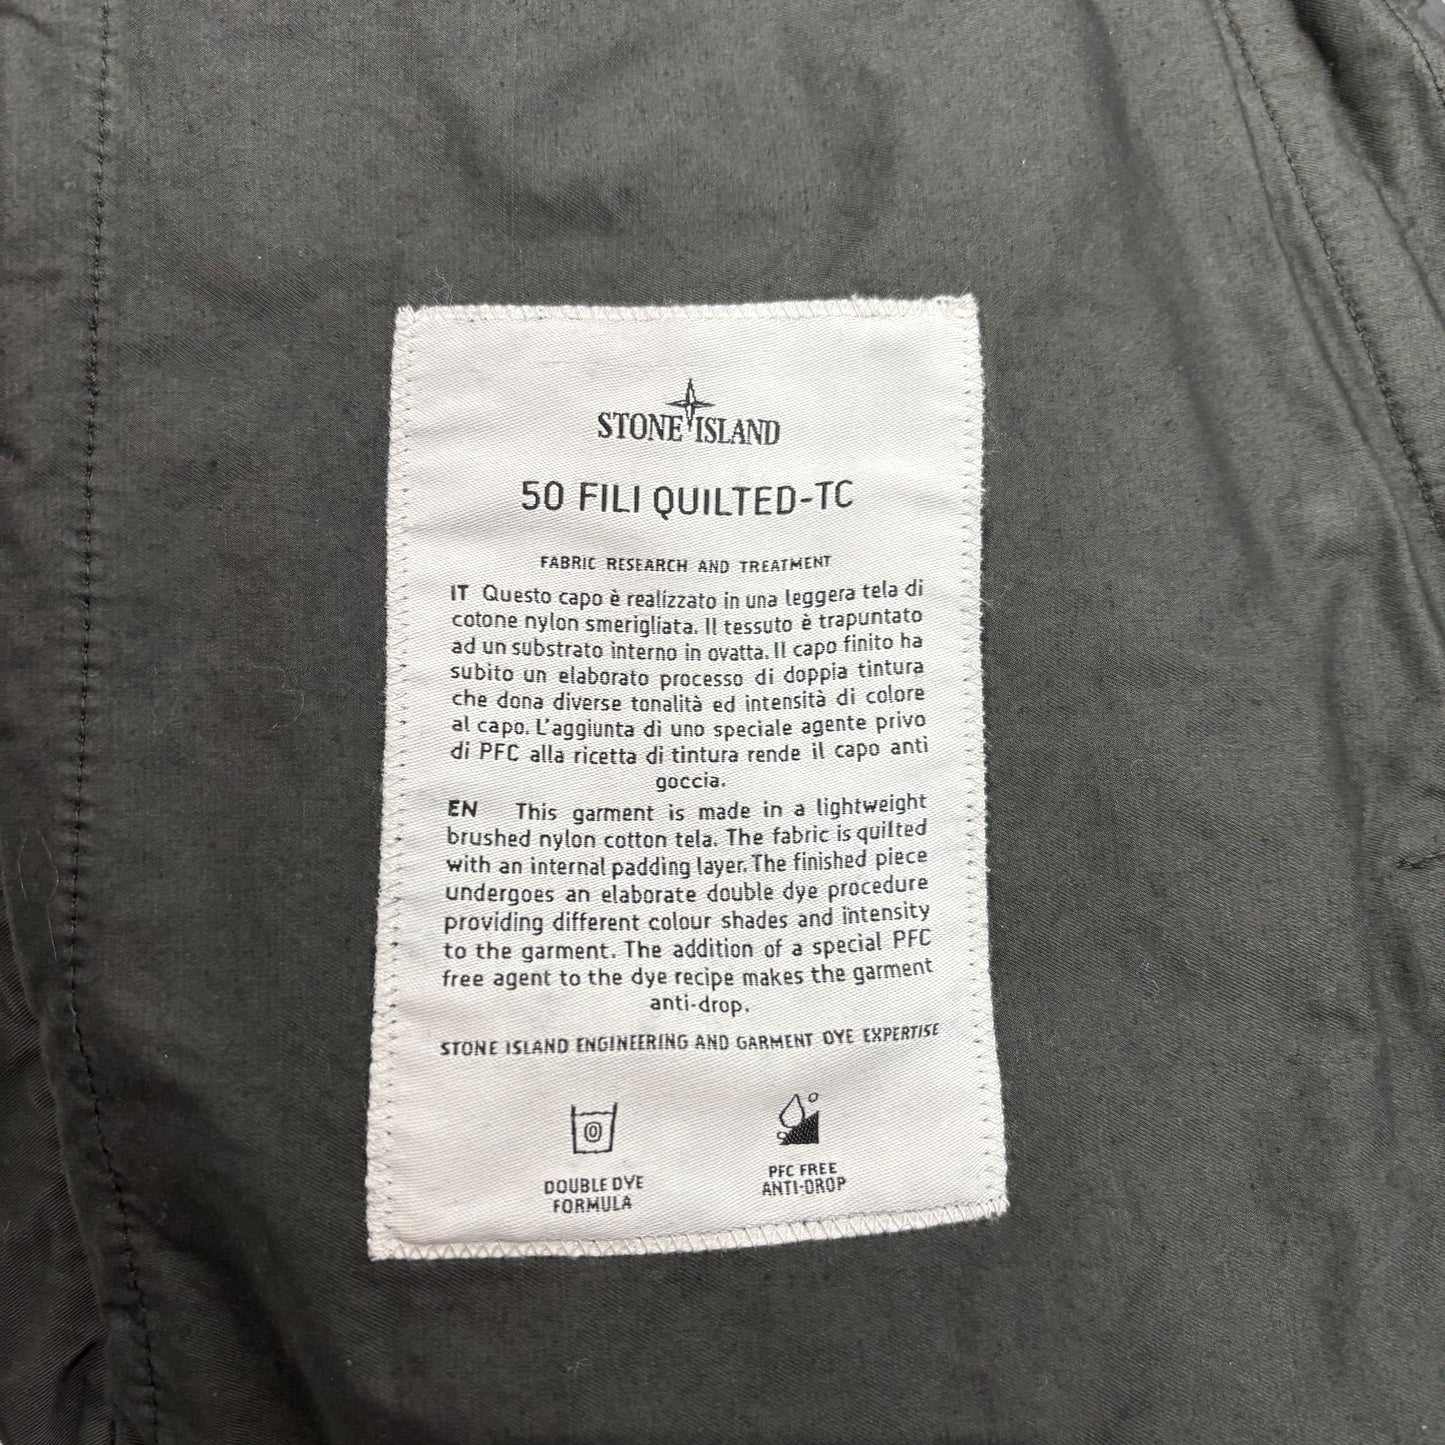 STONE ISLAND
50 FILI QUILTED-TC
FABRIC RESEARCH AND TREATMENT
IT Questo capo è realizzato in una leggera tela di
cotone nylon smerigliata. Il tessuto è trapuntato
ad un substrato interno in ovatta. Il capo finito ha
subito un elaborato processo di doppia tintura
che dona diverse tonalità ed intensità di colore
al capo. L'aggiunta di uno speciale agente privo
di PFC alla ricetta di tintura rende il capo anti
goccia.
EN This garment is made in a lightweight
brushed nylon cotton tela. The fabric is quilted
with an internal padding layer. The finished piece
undergoes an elaborate double dye procedure
providing different colour shades and intensity
to the garment. The addition of a special PFC
free agent to the dye recipe makes the garment
anti-drop.
STONE ISLAND ENGINEERING AND GARMENT DYE EXPERTISE
DOUBLE DYE
FORMULA
PFC FREE
ANTI-DROP